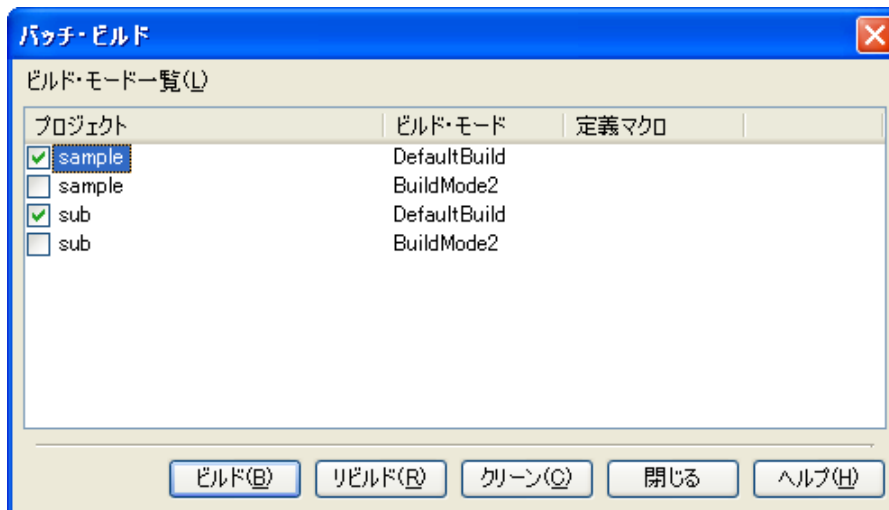 バッチ・ビルド
ビルド・モード一覧(L)
プロジェクト ビルド・モード 定義マクロ
sample DefaultBuild
sample BuildMode2
sub DefaultBuild
sub BuildMode2
ビルド(B) リビルド(R) クリーン(C) 閉じる ヘルプ(H)